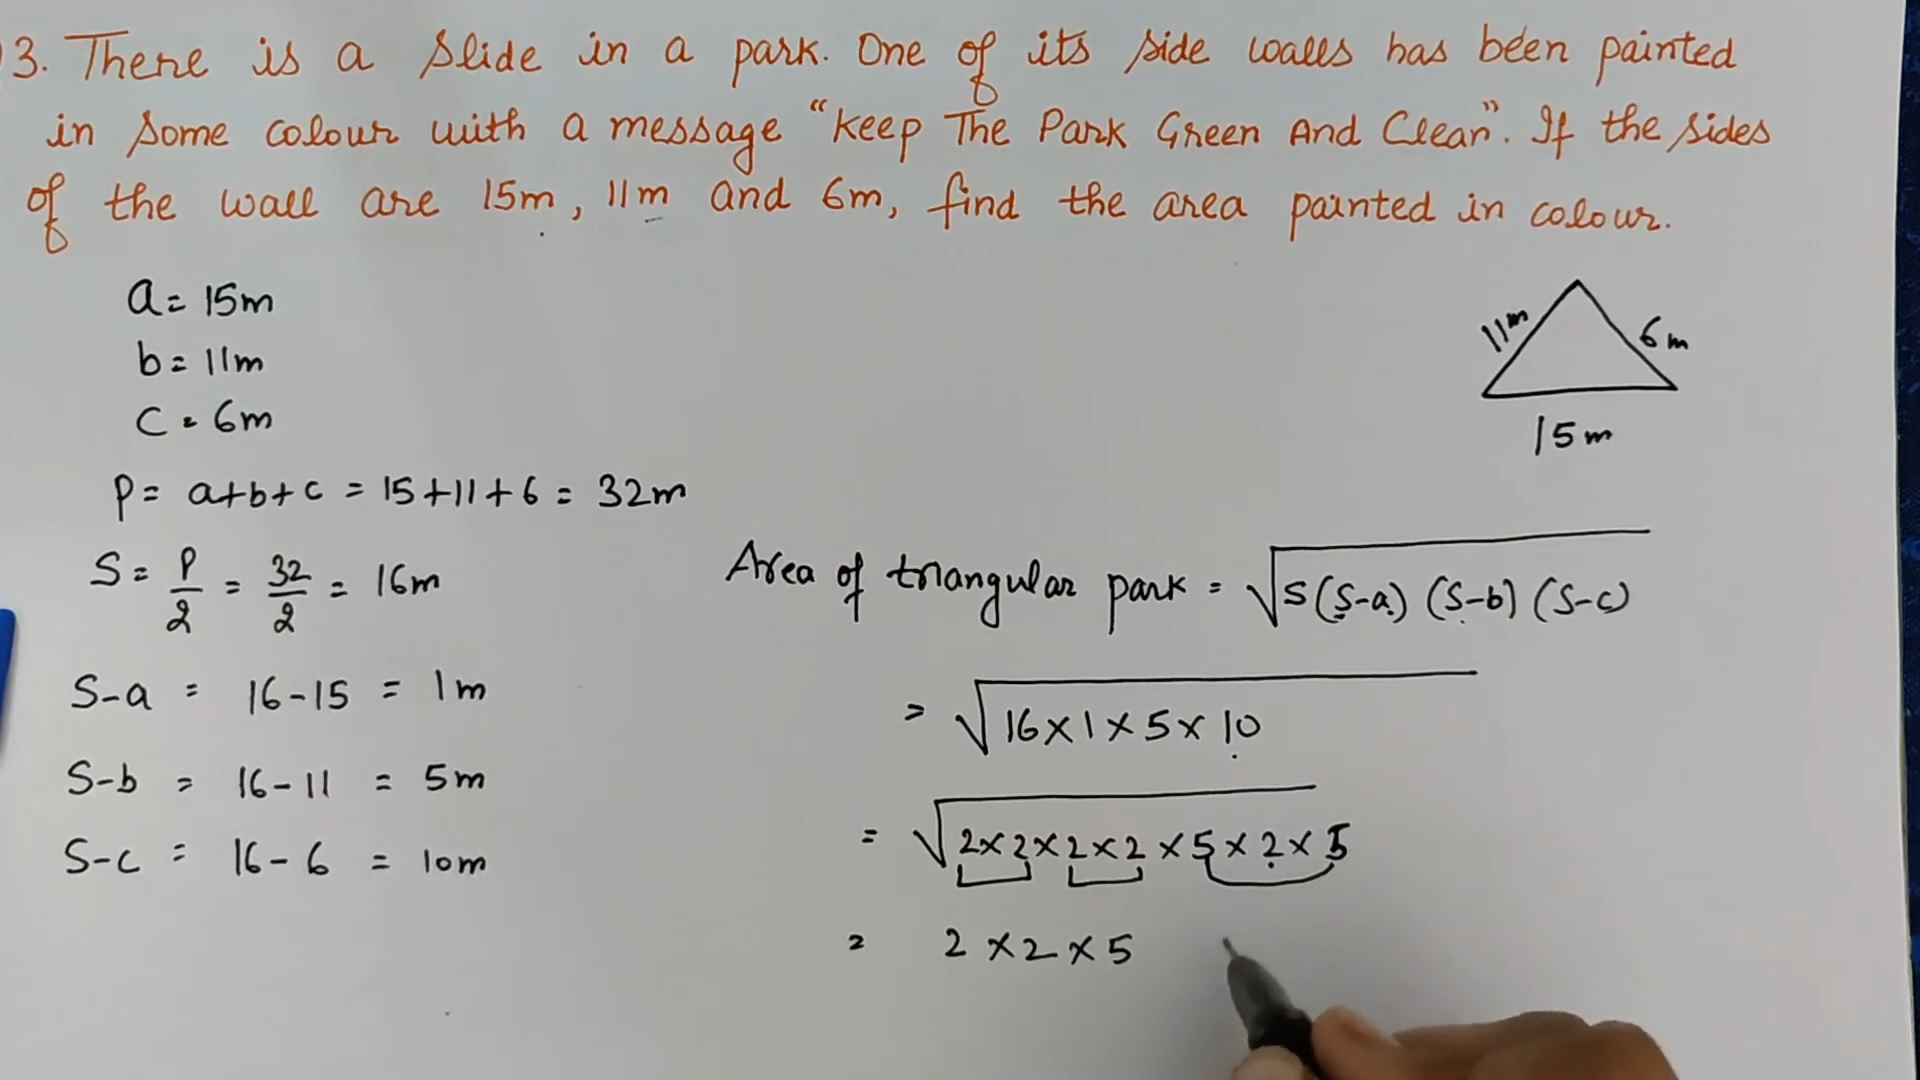 3. There is a slide in a park. One of its side walls has been painted
in some colour with a message "Keep The Park Green And Clean". If the sides
of the wall are 15m, 11m and 6m, find the area painted in colour.
a = 15m
b = 11m
c = 6m
11m
6m
15m
P = a+b+c = 15+11+6 = 32m
S = P/2 = 32/2 = 16m
S-a = 16-15 = 1m
S-b = 16-11 = 5m
S-c = 16-6 = 10m
Area of triangular park = √S(S-a)(S-b)(S-c)
= √16×1×5×10
= √2×2×2×2×5×2×5
= 2×2×5